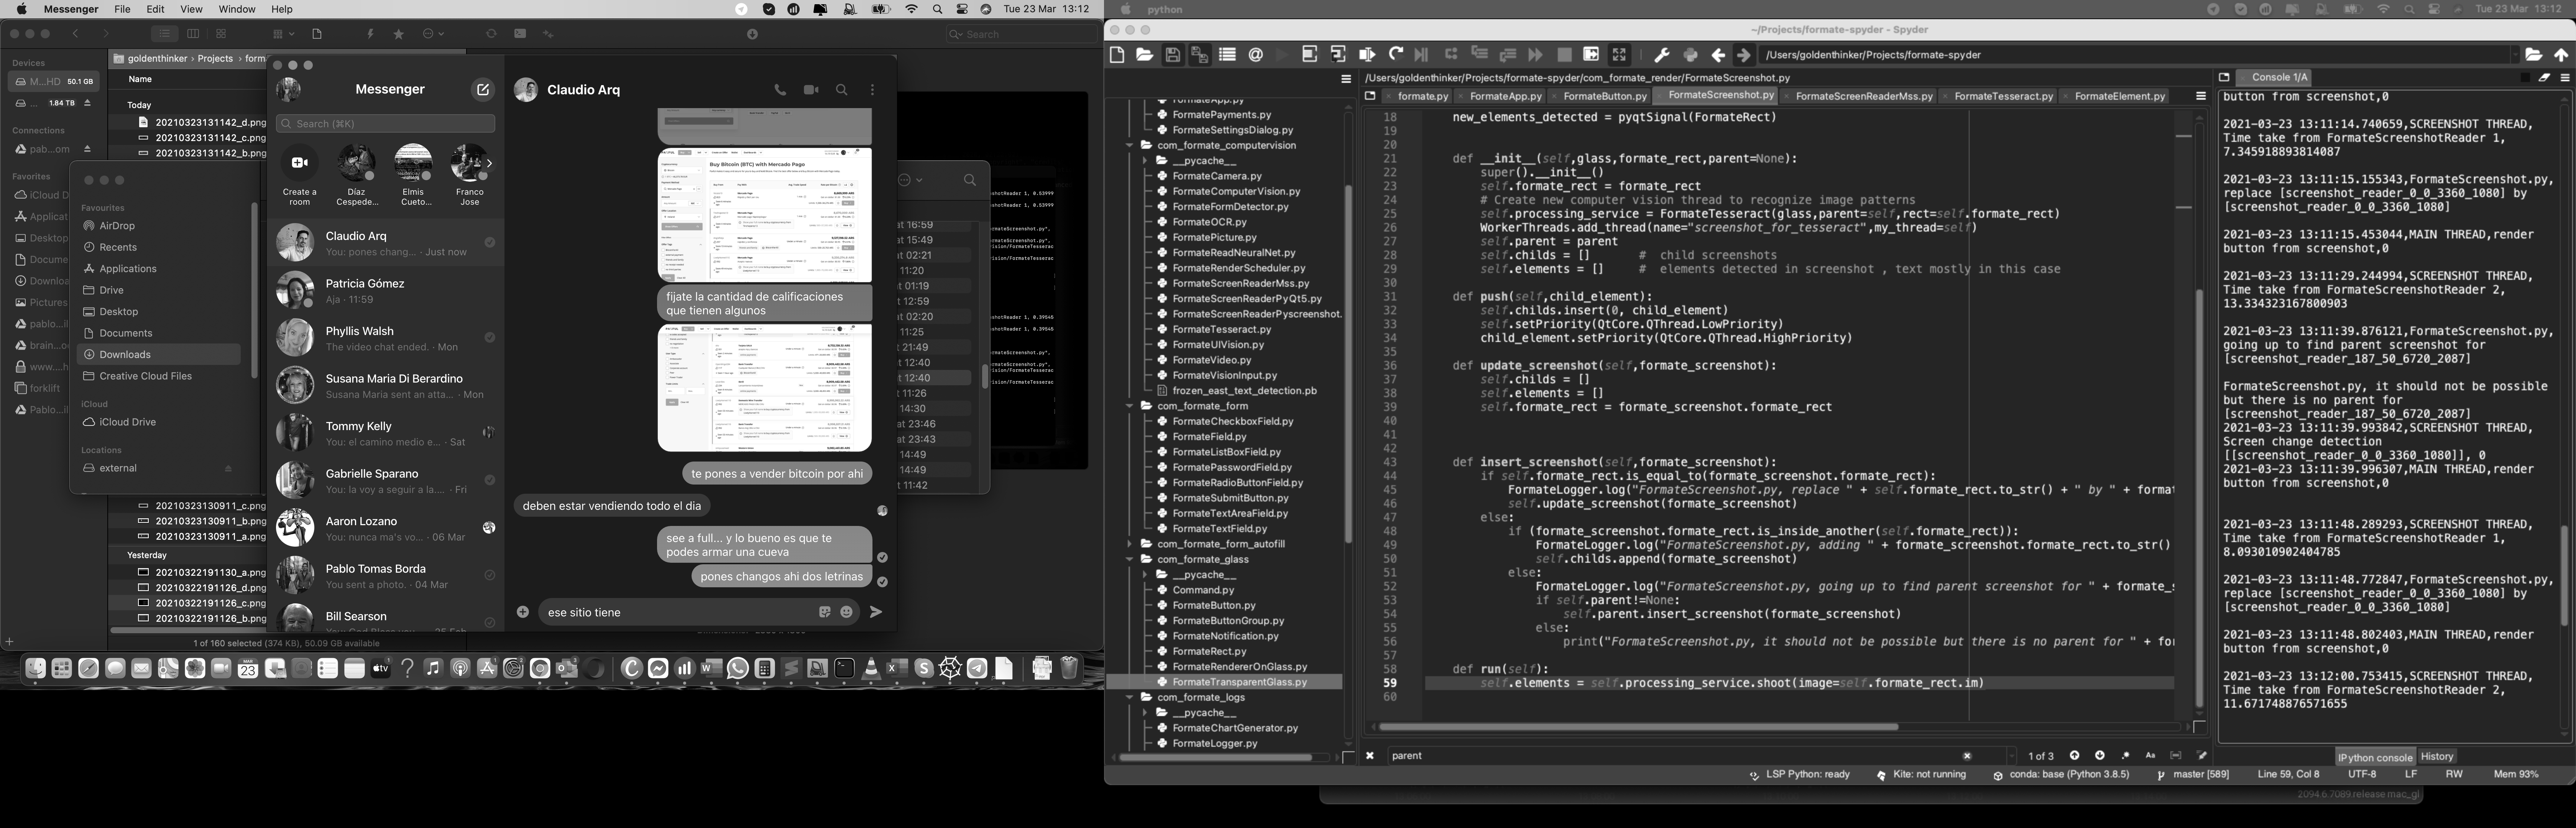 Messenger File Edit View Window Help
Tue 23 Mar 13:12
Search
Devices
M...HD 50.1 GB
... 1.84 TB
Connections
pab...om
Favorites
iCloud D
Applicat
Desktop
Docume
Downloa
Pictures
pablo...il
brain...o
www....h
forklift
Pablo...il
goldenthinker › Projects › form
Name
Today
20210323131142_d.png
20210323131142_c.png
20210323131142_b.png
20210323130911_c.png
20210323130911_b.png
20210323130911_a.png
Yesterday
20210322191130_a.png
20210322191126_d.png
20210322191126_c.png
20210322191126_b.png
1 of 160 selected (374 KB), 50.09 GB available
Favourites
AirDrop
Recents
Applications
Drive
Desktop
Documents
Downloads
Creative Cloud Files
iCloud
iCloud Drive
Locations
external
Messenger
Search (⌘K)
Create a room
Díaz Cespede...
Elmis Cueto...
Franco Jose
Claudio Arq
You: pones chang... · Just now
Patricia Gómez
Aja · 11:59
Phyllis Walsh
The video chat ended. · Mon
Susana Maria Di Berardino
Susana Maria sent an atta... · Mon
Tommy Kelly
You: el camino medio e... · Sat
Gabrielle Sparano
You: la voy a seguir a la.... · Fri
Aaron Lozano
You: nunca ma's vo... · 06 Mar
Pablo Tomas Borda
You sent a photo. · 04 Mar
Bill Searson
Claudio Arq
Buy Bitcoin (BTC) with Mercado Pago
fijate la cantidad de calificaciones
que tienen algunos
te pones a vender bitcoin por ahi
deben estar vendiendo todo el dia
see a full... y lo bueno es que te
podes armar una cueva
pones changos ahi dos letrinas
ese sitio tiene
at 16:59
at 15:49
at 02:21
11:20
at 01:19
12:59
at 02:20
11:25
21:49
12:40
12:40
11:26
14:30
at 23:46
at 23:43
14:49
14:49
11:42
python
Tue 23 Mar 13:12
~/Projects/formate-spyder - Spyder
/Users/goldenthinker/Projects/formate-spyder
/Users/goldenthinker/Projects/formate-spyder/com_formate_render/FormateScreenshot.py
formate.py FormateApp.py FormateButton.py FormateScreenshot.py FormateScreenReaderMss.py FormateTesseract.py FormateElement.py
FormateApp.py
FormatePayments.py
FormateSettingsDialog.py
com_formate_computervision
__pycache__
FormateCamera.py
FormateComputerVision.py
FormateFormDetector.py
FormateOCR.py
FormatePicture.py
FormateReadNeuralNet.py
FormateRenderScheduler.py
FormateScreenReaderMss.py
FormateScreenReaderPyQt5.py
FormateScreenReaderPyscreenshot.
FormateTesseract.py
FormateUIVision.py
FormateVideo.py
FormateVisionInput.py
frozen_east_text_detection.pb
com_formate_form
FormateCheckboxField.py
FormateField.py
FormateListBoxField.py
FormatePasswordField.py
FormateRadioButtonField.py
FormateSubmitButton.py
FormateTextAreaField.py
FormateTextField.py
com_formate_form_autofill
com_formate_glass
__pycache__
Command.py
FormateButton.py
FormateButtonGroup.py
FormateNotification.py
FormateRect.py
FormateRendererOnGlass.py
FormateTransparentGlass.py
com_formate_logs
__pycache__
FormateChartGenerator.py
FormateLogger.py
18 new_elements_detected = pyqtSignal(FormateRect)
19
20
21 def __init__(self,glass,formate_rect,parent=None):
22 super().__init__()
23 self.formate_rect = formate_rect
24 # Create new computer vision thread to recognize image patterns
25 self.processing_service = FormateTesseract(glass,parent=self,rect=self.formate_rect)
26 WorkerThreads.add_thread(name="screenshot_for_tesseract",my_thread=self)
27 self.parent = parent
28 self.childs = [] # child screenshots
29 self.elements = [] # elements detected in screenshot , text mostly in this case
30
31 def push(self,child_element):
32 self.childs.insert(0, child_element)
33 self.setPriority(QtCore.QThread.LowPriority)
34 child_element.setPriority(QtCore.QThread.HighPriority)
35
36 def update_screenshot(self,formate_screenshot):
37 self.childs = []
38 self.elements = []
39 self.formate_rect = formate_screenshot.formate_rect
40
41
42
43 def insert_screenshot(self,formate_screenshot):
44 if self.formate_rect.is_equal_to(formate_screenshot.formate_rect):
45 FormateLogger.log("FormateScreenshot.py, replace " + self.formate_rect.to_str() + " by " + format
46 self.update_screenshot(formate_screenshot)
47 else:
48 if (formate_screenshot.formate_rect.is_inside_another(self.formate_rect)):
49 FormateLogger.log("FormateScreenshot.py, adding " + formate_screenshot.formate_rect.to_str()
50 self.childs.append(formate_screenshot)
51 else:
52 FormateLogger.log("FormateScreenshot.py, going up to find parent screenshot for " + formate_s
53 if self.parent!=None:
54 self.parent.insert_screenshot(formate_screenshot)
55 else:
56 print("FormateScreenshot.py, it should not be possible but there is no parent for " + for
57
58 def run(self):
59 self.elements = self.processing_service.shoot(image=self.formate_rect.im)
60
parent
1 of 3
Console 1/A
button from screenshot,0
2021-03-23 13:11:14.740659,SCREENSHOT THREAD,
Time take from FormateScreenshotReader 1,
7.345918893814087
2021-03-23 13:11:15.155343,FormateScreenshot.py,
replace [screenshot_reader_0_0_3360_1080] by
[screenshot_reader_0_0_3360_1080]
2021-03-23 13:11:15.453044,MAIN THREAD,render
button from screenshot,0
2021-03-23 13:11:29.244994,SCREENSHOT THREAD,
Time take from FormateScreenshotReader 2,
13.334323167800903
2021-03-23 13:11:39.876121,FormateScreenshot.py,
going up to find parent screenshot for
[screenshot_reader_187_50_6720_2087]
FormateScreenshot.py, it should not be possible
but there is no parent for
[screenshot_reader_187_50_6720_2087]
2021-03-23 13:11:39.993842,SCREENSHOT THREAD,
Screen change detection
[[screenshot_reader_0_0_3360_1080]], 0
2021-03-23 13:11:39.996307,MAIN THREAD,render
button from screenshot,0
2021-03-23 13:11:48.289293,SCREENSHOT THREAD,
Time take from FormateScreenshotReader 1,
8.093010902404785
2021-03-23 13:11:48.772847,FormateScreenshot.py,
replace [screenshot_reader_0_0_3360_1080] by
[screenshot_reader_0_0_3360_1080]
2021-03-23 13:11:48.802403,MAIN THREAD,render
button from screenshot,0
2021-03-23 13:12:00.753415,SCREENSHOT THREAD,
Time take from FormateScreenshotReader 2,
11.671748876571655
IPython console History
LSP Python: ready Kite: not running conda: base (Python 3.8.5) master [589] Line 59, Col 8 UTF-8 LF RW Mem 93%
2094.6.7089 release mac_gl